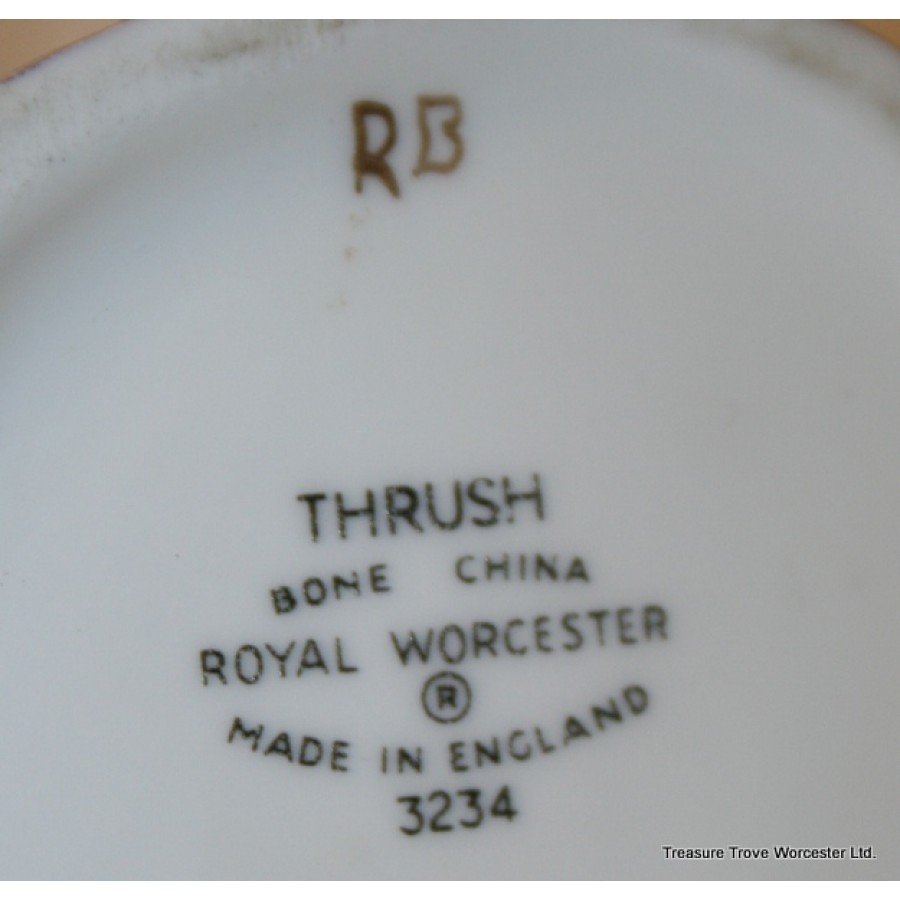 RB
THRUSH
BONE CHINA
ROYAL WORCESTER
®
MADE IN ENGLAND
3234
Treasure Trove Worcester Ltd.